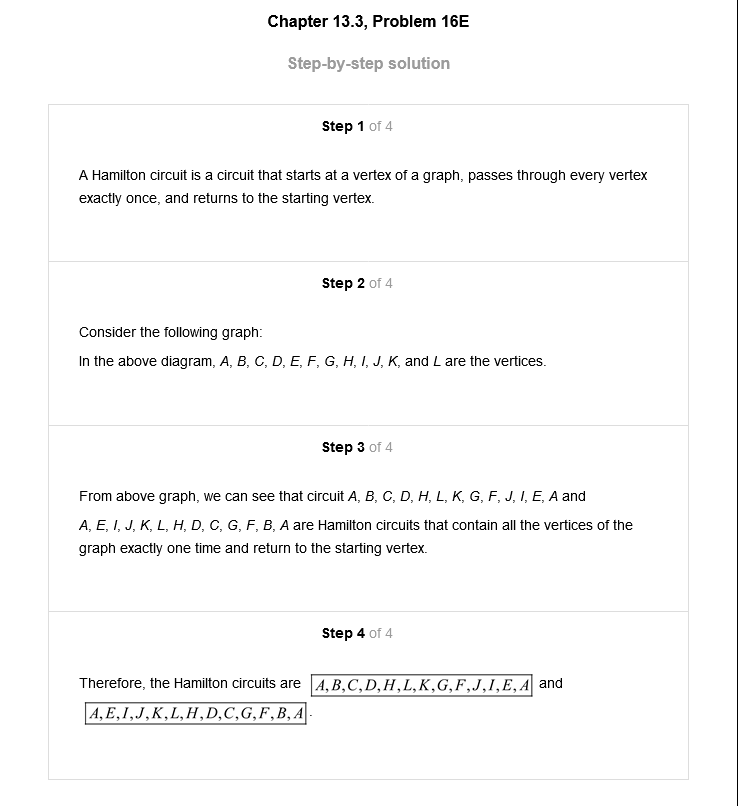 Chapter 13.3, Problem 16E
Step-by-step solution
Step 1 of 4
A Hamilton circuit is a circuit that starts at a vertex of a graph, passes through every vertex
exactly once, and returns to the starting vertex.
Step 2 of 4
Consider the following graph:
In the above diagram, A, B, C, D, E, F, G, H, I, J, K, and L are the vertices.
Step 3 of 4
From above graph, we can see that circuit A, B, C, D, H, L, K, G, F, J, I, E, A and
A, E, I, J, K, L, H, D, C, G, F, B, A are Hamilton circuits that contain all the vertices of the
graph exactly one time and return to the starting vertex.
Step 4 of 4
Therefore, the Hamilton circuits are A,B,C,D,H,L,K,G,F,J,I,E,A and
A,E,I,J,K,L,H,D,C,G,F,B,A.